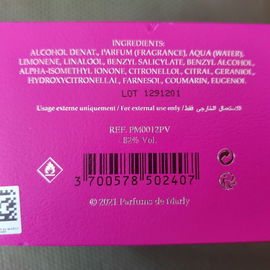 INGREDIENTS:
ALCOHOL DENAT., PARFUM (FRAGRANCE), AQUA (WATER),
LIMONENE, LINALOOL, BENZYL SALICYLATE, BENZYL ALCOHOL,
ALPHA-ISOMETHYL IONONE, CITRONELLOL, CITRAL, GERANIOL,
HYDROXYCITRONELLAL, FARNESOL, COUMARIN, EUGENOL.
LOT 1291201
Usage externe uniquement / For external use only / للاستعمال الخارجي فقط
REF. PM0012PV
82% Vol.
3 700578 502407
© 2021 Parfums de Marly